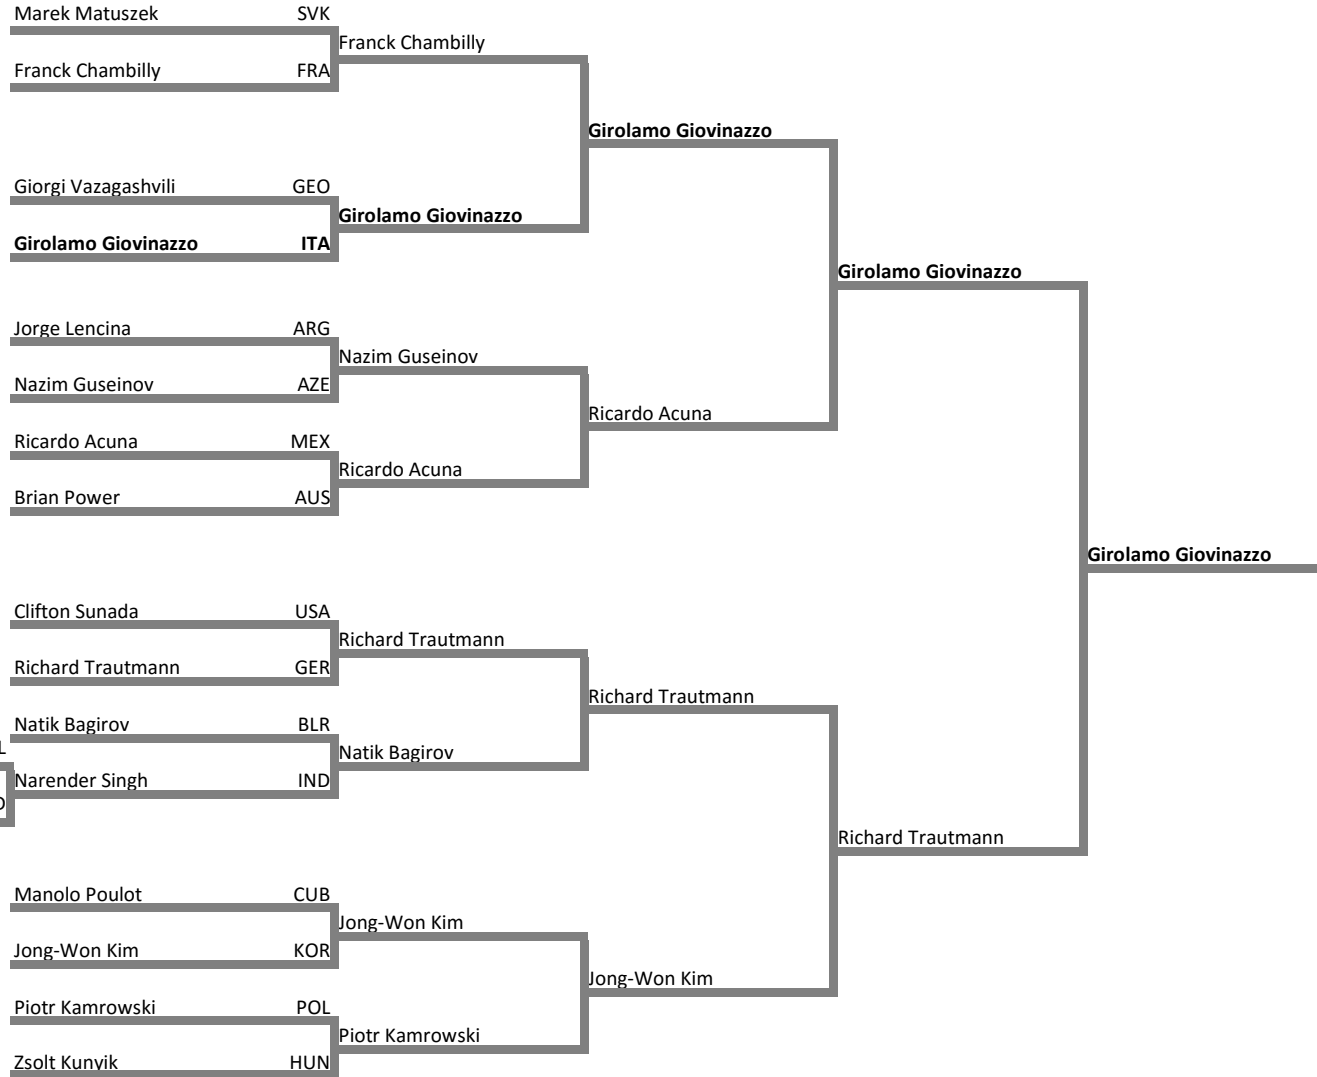 Marek Matuszek SVK
Franck Chambilly
Franck Chambilly FRA
Girolamo Giovinazzo
Giorgi Vazagashvili GEO
Girolamo Giovinazzo
Girolamo Giovinazzo ITA
Girolamo Giovinazzo
Jorge Lencina ARG
Nazim Guseinov
Nazim Guseinov AZE
Ricardo Acuna
Ricardo Acuna MEX
Ricardo Acuna
Brian Power AUS
Girolamo Giovinazzo
Clifton Sunada USA
Richard Trautmann
Richard Trautmann GER
Richard Trautmann
Natik Bagirov BLR
L
Natik Bagirov
Narender Singh IND
Richard Trautmann
Manolo Poulot CUB
Jong-Won Kim
Jong-Won Kim KOR
Jong-Won Kim
Piotr Kamrowski POL
Piotr Kamrowski
Zsolt Kunyik HUN